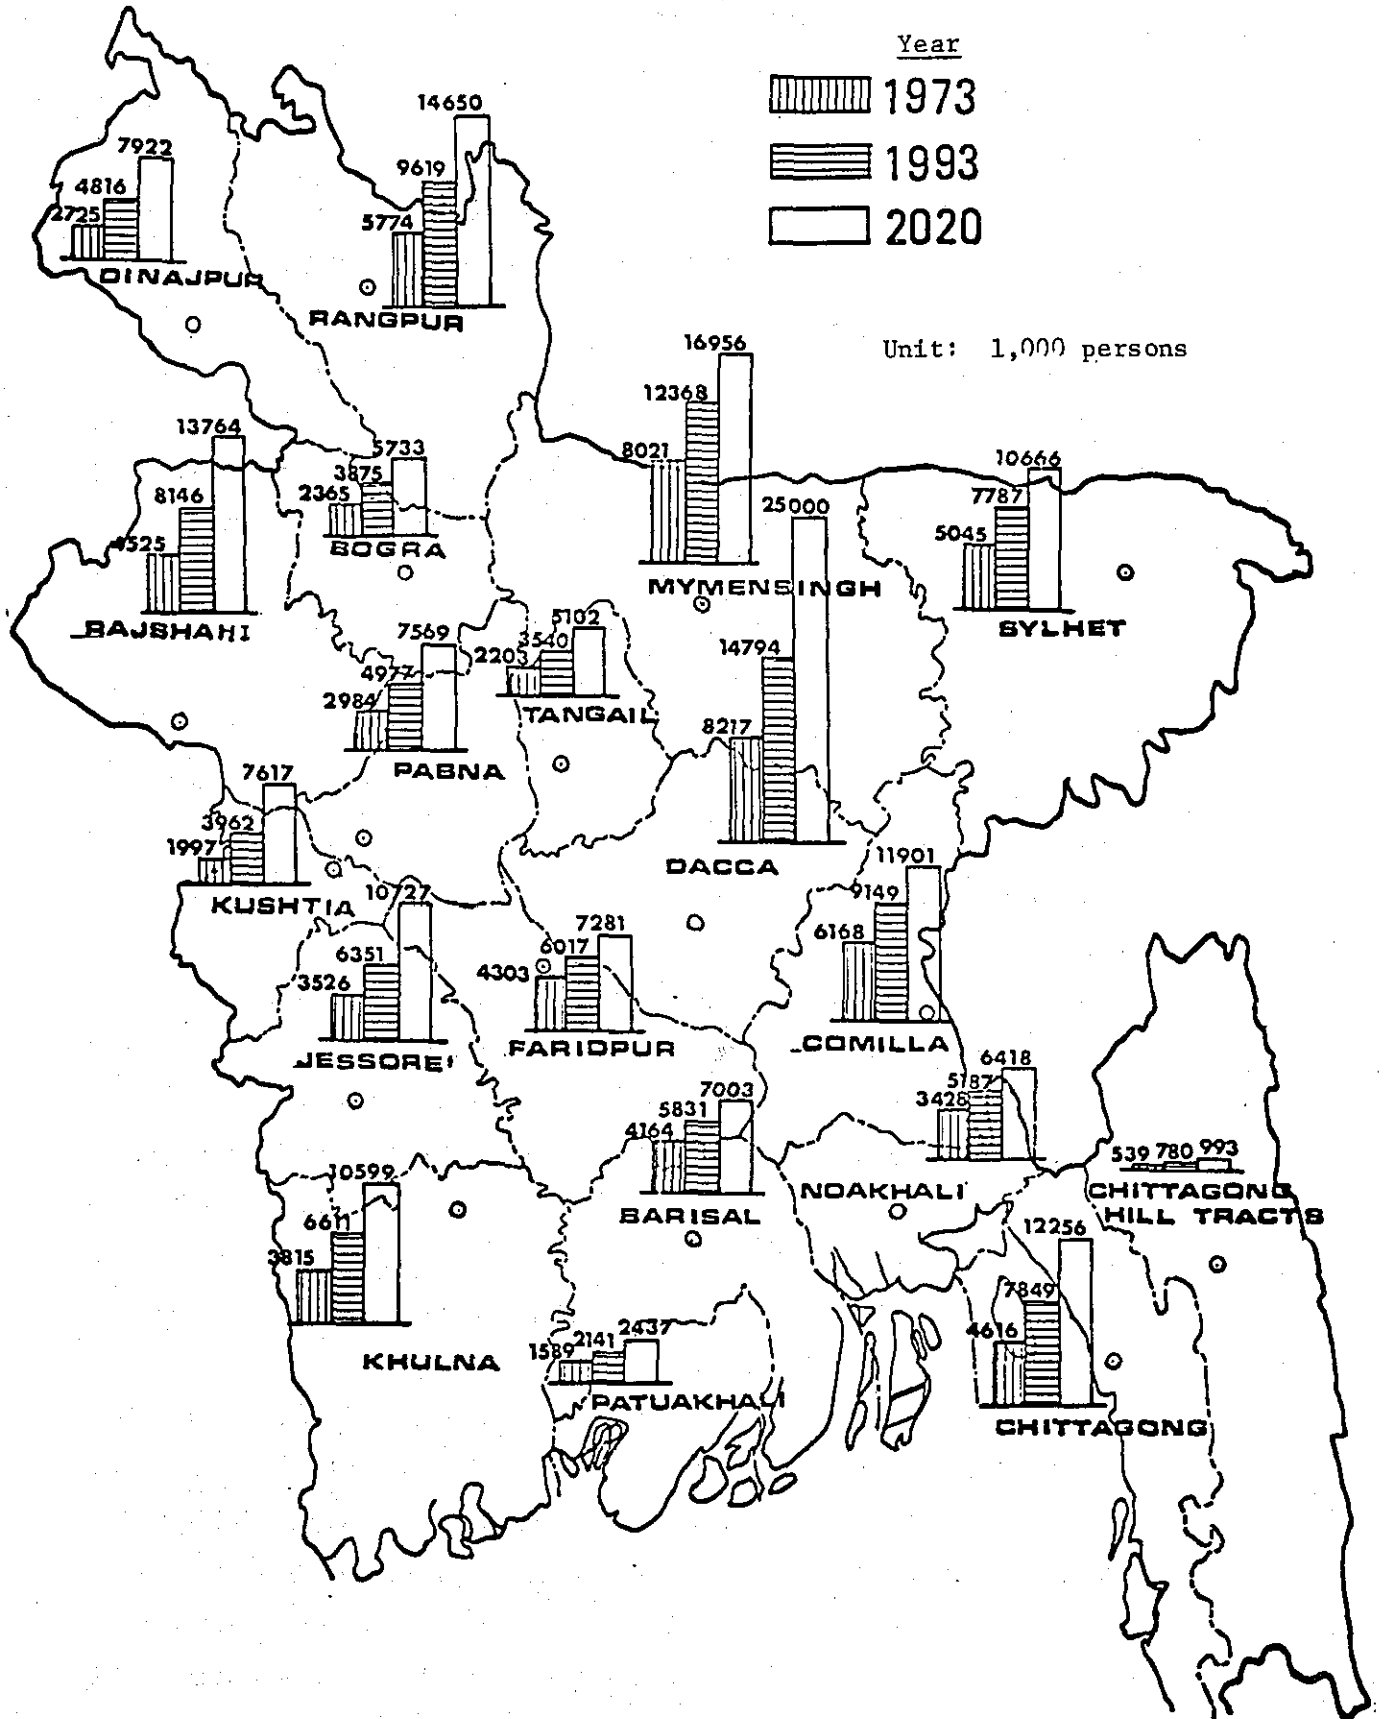 Year
1973
1993
2020
Unit: 1,000 persons
7922
4816
2725
DINAJPUR
14650
9619
5774
RANGPUR
16956
12368
8021
MYMENSINGH
13764
8146
4525
RAJSHAHI
5733
3875
2365
BOGRA
10666
7787
5045
SYLHET
25000
14794
8217
DACCA
5102
3540
2203
TANGAIL
7569
4977
2984
PABNA
7617
3962
1997
KUSHTIA
10727
6351
3526
JESSORE
7281
6017
4303
FARIDPUR
11901
9149
6168
COMILLA
6418
5187
3428
NOAKHALI
7003
5831
4164
BARISAL
539 780 993
CHITTAGONG
HILL TRACTS
10599
6611
3815
KHULNA
12256
7849
4616
CHITTAGONG
2437
2141
1589
PATUAKHALI